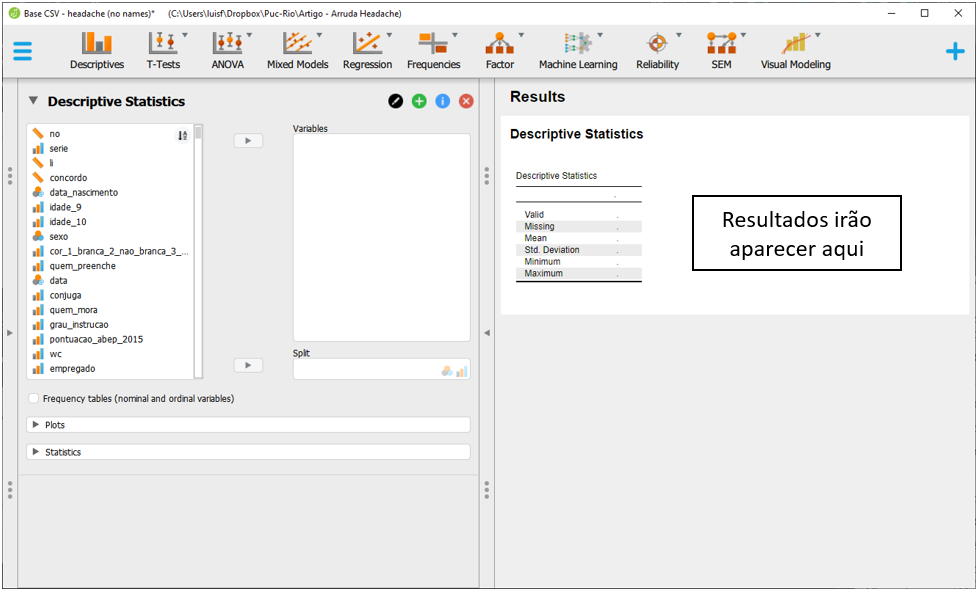 Base CSV - headache (no names)* (C:\Users\luisf\Dropbox\Puc-Rio\Artigo - Arruda Headache)
Descriptives T-Tests ANOVA Mixed Models Regression Frequencies Factor Machine Learning Reliability SEM Visual Modeling
Descriptive Statistics
no
serie
li
concordo
data_nascimento
idade_9
idade_10
sexo
cor_1_branca_2_nao_branca_3_...
quem_preenche
data
conjuga
quem_mora
grau_instrucao
pontuacao_abep_2015
wc
empregado
Variables
Split
Frequency tables (nominal and ordinal variables)
Plots
Statistics
Results
Descriptive Statistics
Descriptive Statistics
.
Valid .
Missing .
Mean .
Std. Deviation .
Minimum .
Maximum .
Resultados irão
aparecer aqui